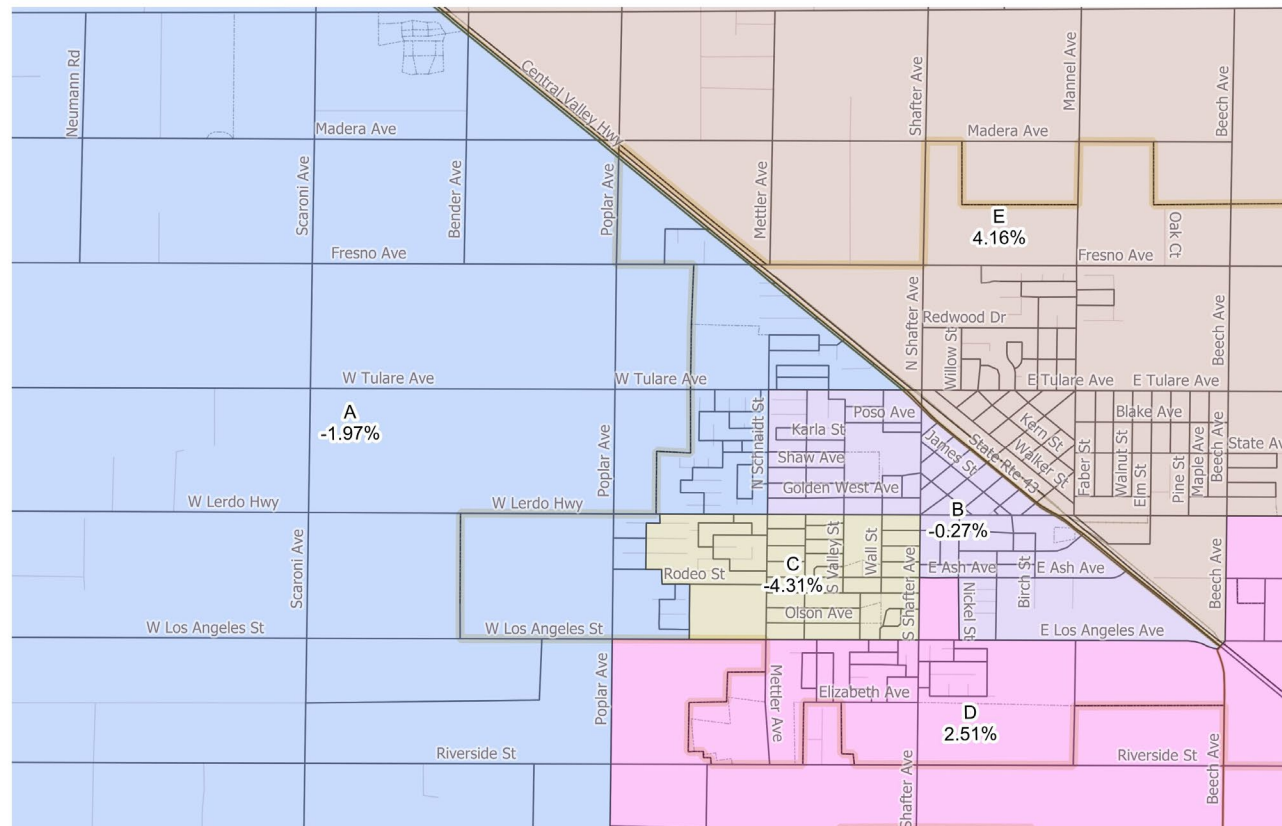 Neumann Rd
Central Valley Hwy
Shafter Ave
Mannel Ave
Beech Ave
Madera Ave
Madera Ave
Scaroni Ave
Bender Ave
Poplar Ave
Mettler Ave
E
4.16%
Oak Ct
Fresno Ave
Fresno Ave
N Shafter Ave
Redwood Dr
Willow St
Beech Ave
W Tulare Ave
W Tulare Ave
E Tulare Ave
E Tulare Ave
A
-1.97%
Poplar Ave
N Schnaidt St
Poso Ave
Karla St
Shaw Ave
Golden West Ave
James St
State Rte 43
Kern St
Walker St
Blake Ave
Faber St
Walnut St
Elm St
Pine St
Maple Ave
Beech Ave
State Av
W Lerdo Hwy
W Lerdo Hwy
B
-0.27%
Scaroni Ave
Rodeo St
C
-4.31%
S Valley St
Wall St
S Shafter Ave
Olson Ave
E Ash Ave
E Ash Ave
Nickel St
Birch St
Beech Ave
W Los Angeles St
W Los Angeles St
E Los Angeles Ave
Poplar Ave
Mettler Ave
Elizabeth Ave
D
2.51%
Riverside St
Riverside St
Shafter Ave
Beech Ave